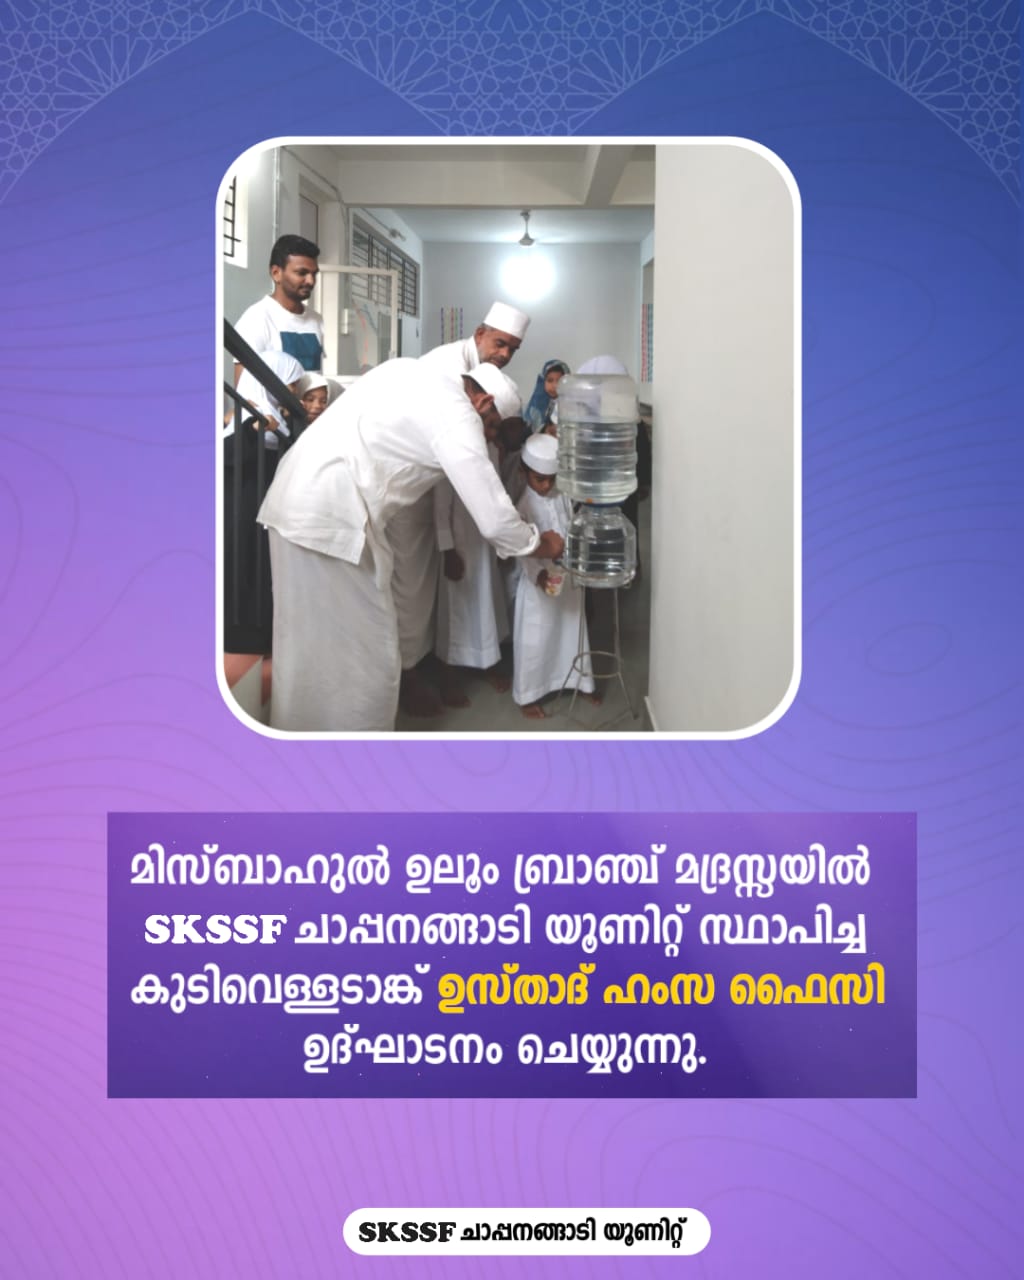 മിസ്ബാഹുൽ ഉലൂം ബ്രാഞ്ച് മദ്രസ്സയിൽ
SKSSF ചാപ്പനങ്ങാടി യൂണിറ്റ് സ്ഥാപിച്ച
കുടിവെള്ളടാങ്ക് ഉസ്താദ് ഹംസ ഫൈസി
ഉദ്ഘാടനം ചെയ്യുന്നു.
SKSSF ചാപ്പനങ്ങാടി യൂണിറ്റ്